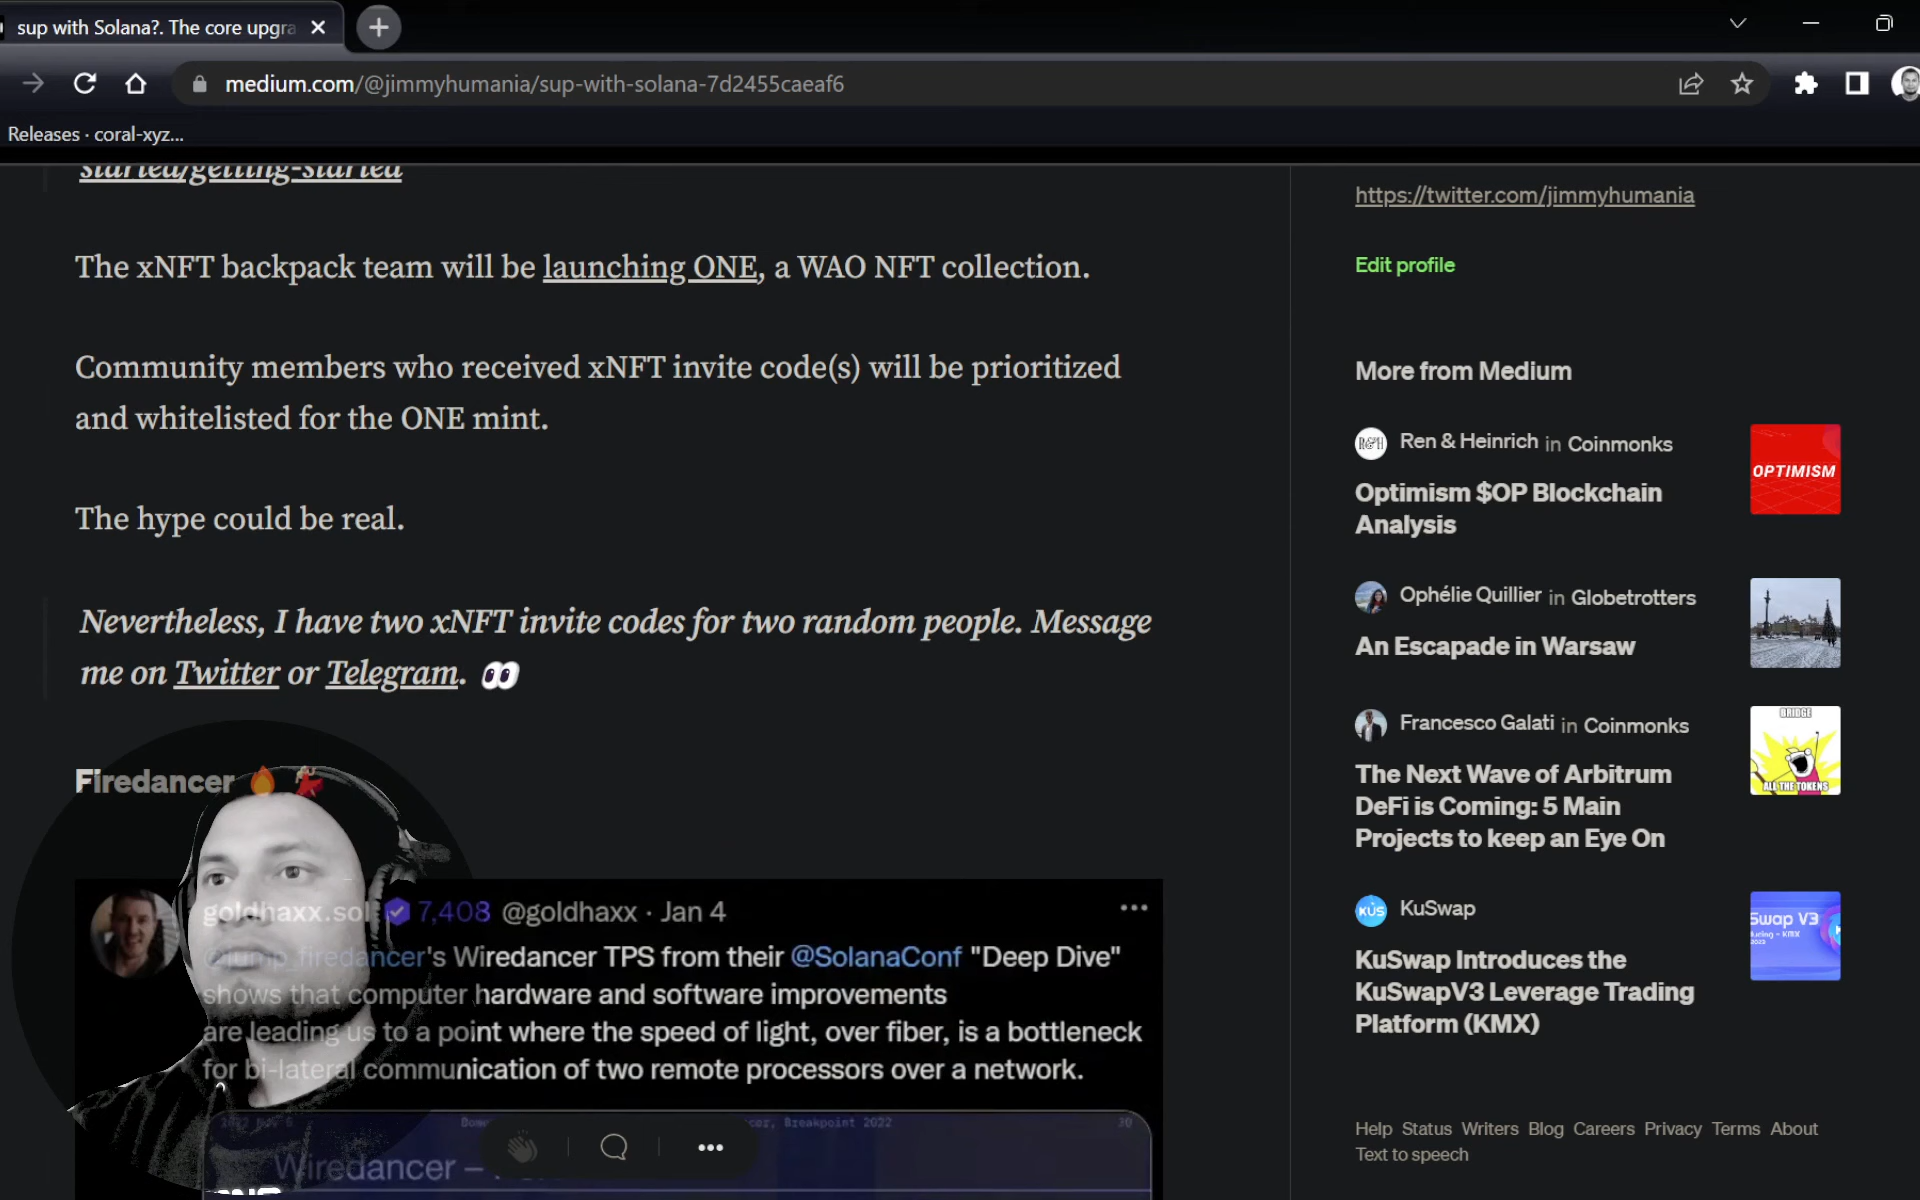 sup with Solana?. The core upgra
medium.com/@jimmyhumania/sup-with-solana-7d2455caeaf6
Releases · coral-xyz...
started/getting-started
The xNFT backpack team will be launching ONE, a WAO NFT collection.
Community members who received xNFT invite code(s) will be prioritized
and whitelisted for the ONE mint.
The hype could be real.
Nevertheless, I have two xNFT invite codes for two random people. Message
me on Twitter or Telegram. 👀
Firedancer 🔥 💃
goldhaxx.sol 7,408 @goldhaxx · Jan 4
@jump_firedancer's Wiredancer TPS from their @SolanaConf "Deep Dive"
shows that computer hardware and software improvements
are leading us to a point where the speed of light, over fiber, is a bottleneck
for bi-lateral communication of two remote processors over a network.
Breakpoint 2022
30
Wiredancer –
https://twitter.com/jimmyhumania
Edit profile
More from Medium
R&H
Ren & Heinrich in Coinmonks
Optimism $OP Blockchain
Analysis
OPTIMISM
Ophélie Quillier in Globetrotters
An Escapade in Warsaw
Francesco Galati in Coinmonks
The Next Wave of Arbitrum
DeFi is Coming: 5 Main
Projects to keep an Eye On
BRIDGE
ALL THE TOKENS
KUS
KuSwap
KuSwap Introduces the
KuSwapV3 Leverage Trading
Platform (KMX)
Swap V3
Help Status Writers Blog Careers Privacy Terms About
Text to speech